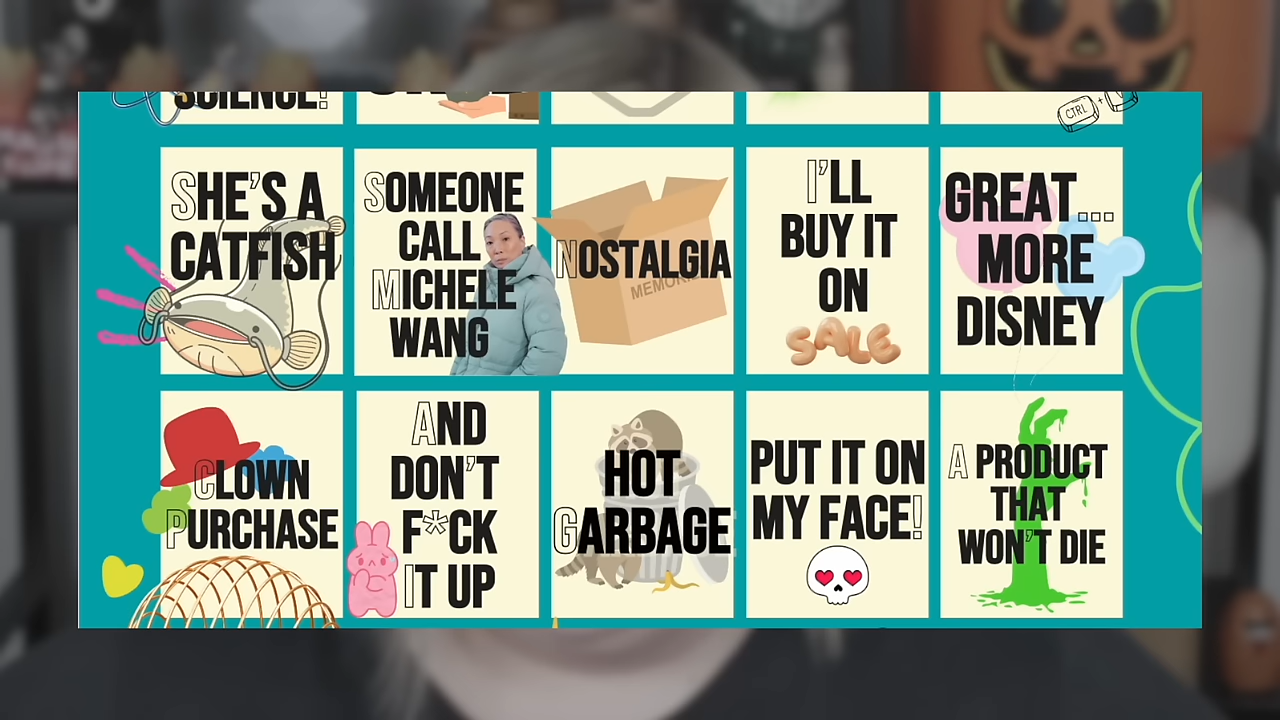 SCIENCE!
CTRL +
SHE'S A
CATFISH
SOMEONE
CALL
MICHELE
WANG
NOSTALGIA
I'LL
BUY IT
ON
SALE
GREAT...
MORE
DISNEY
CLOWN
PURCHASE
AND
DON'T
F*CK
IT UP
HOT
GARBAGE
PUT IT ON
MY FACE!
A PRODUCT
THAT
WON'T DIE